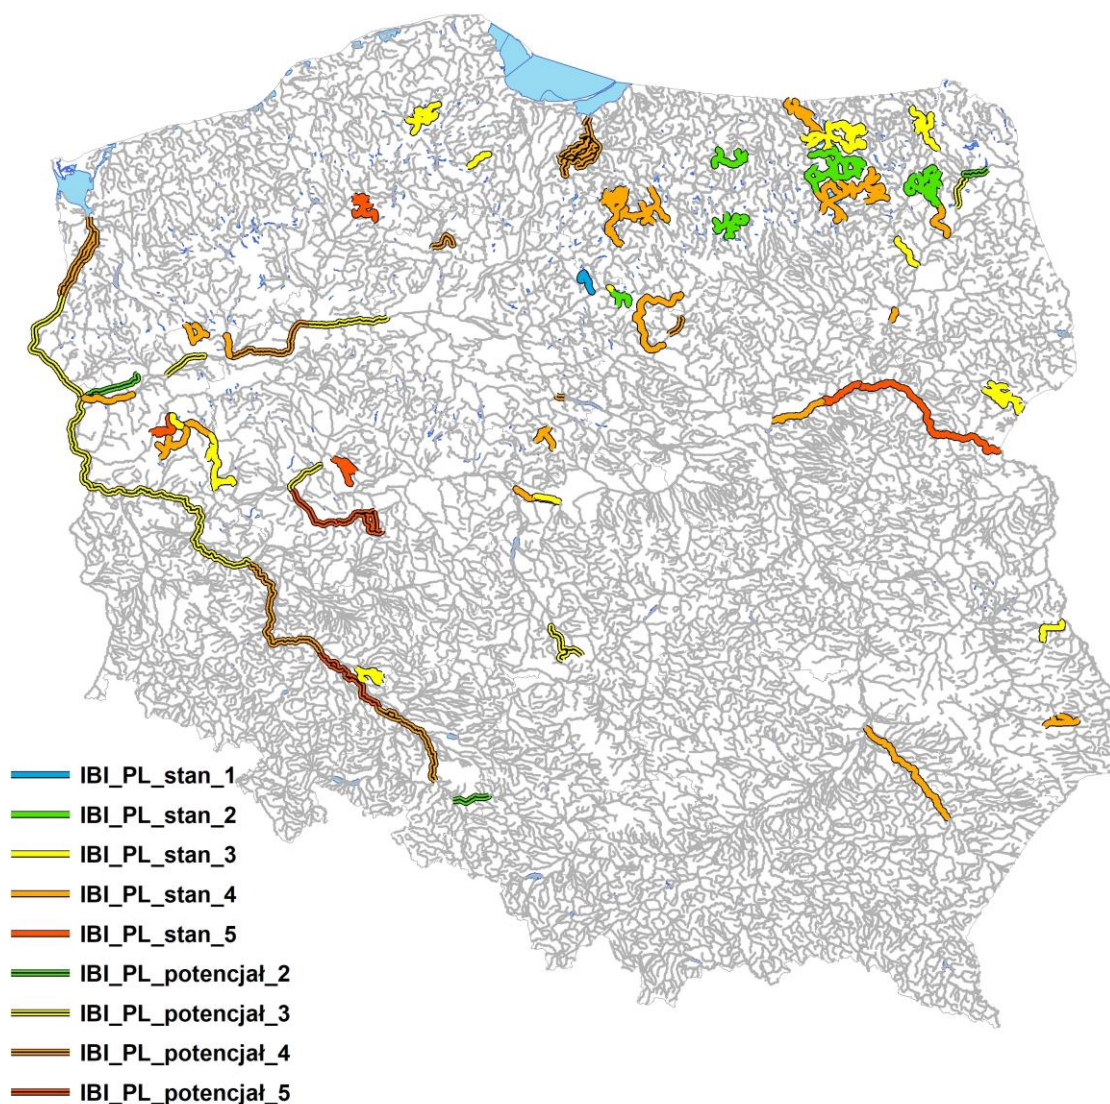 IBI_PL_stan_1
IBI_PL_stan_2
IBI_PL_stan_3
IBI_PL_stan_4
IBI_PL_stan_5
IBI_PL_potencjał_2
IBI_PL_potencjał_3
IBI_PL_potencjał_4
IBI_PL_potencjał_5